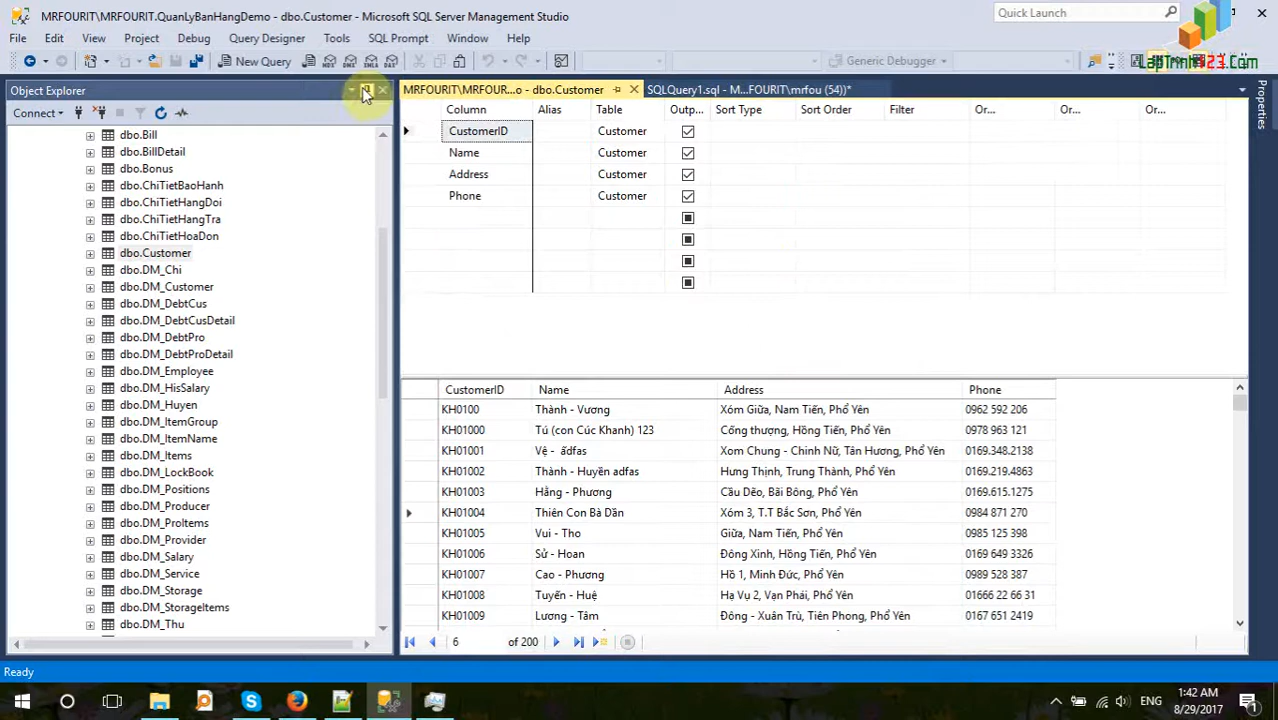 MRFOURIT\MRFOURIT.QuanLyBanHangDemo - dbo.Customer - Microsoft SQL Server Management Studio
Quick Launch
File Edit View Project Debug Query Designer Tools SQL Prompt Window Help
New Query
Generic Debugger
LapTrinh123.Com
Object Explorer
MRFOURIT\MRFOUR...o - dbo.Customer
SQLQuery1.sql - M...FOURIT\mrfou (54))*
Properties
Connect
dbo.Bill
dbo.BillDetail
dbo.Bonus
dbo.ChiTietBaoHanh
dbo.ChiTietHangDoi
dbo.ChiTietHangTra
dbo.ChiTietHoaDon
dbo.Customer
dbo.DM_Chi
dbo.DM_Customer
dbo.DM_DebtCus
dbo.DM_DebtCusDetail
dbo.DM_DebtPro
dbo.DM_DebtProDetail
dbo.DM_Employee
dbo.DM_HisSalary
dbo.DM_Huyen
dbo.DM_ItemGroup
dbo.DM_ItemName
dbo.DM_Items
dbo.DM_LockBook
dbo.DM_Positions
dbo.DM_Producer
dbo.DM_ProItems
dbo.DM_Provider
dbo.DM_Salary
dbo.DM_Service
dbo.DM_Storage
dbo.DM_StorageItems
dbo.DM_Thu
Column Alias Table Outp... Sort Type Sort Order Filter Or... Or... Or...
CustomerID Customer
Name Customer
Address Customer
Phone Customer
CustomerID Name Address Phone
KH0100 Thành - Vương Xóm Giữa, Nam Tiến, Phổ Yên 0962 592 206
KH01000 Tú (con Cúc Khanh) 123 Cống thượng, Hồng Tiến, Phổ Yên 0978 963 121
KH01001 Vệ - ấdfas Xom Chung - Chinh Nữ, Tân Hương, Phổ Yên 0169.348.2138
KH01002 Thành - Huyền adfas Hưng Thịnh, Trung Thành, Phổ Yên 0169.219.4863
KH01003 Hằng - Phương Cầu Dẽo, Bãi Bông, Phổ Yên 0169.615.1275
KH01004 Thiên Con Bà Dần Xóm 3, T.T Bắc Sơn, Phổ Yên 0984 871 270
KH01005 Vui - Tho Giữa, Nam Tiến, Phổ Yên 0985 125 398
KH01006 Sử - Hoan Đông Xinh, Hồng Tiến, Phổ Yên 0169 649 3326
KH01007 Cao - Phương Hồ 1, Minh Đức, Phổ Yên 0989 528 387
KH01008 Tuyến - Huệ Hạ Vụ 2, Vạn Phái, Phổ Yên 01666 22 66 31
KH01009 Lương - Tâm Đông - Xuân Trù, Tiên Phong, Phổ Yên 0167 651 2419
6 of 200
Ready
ENG
1:42 AM
8/29/2017